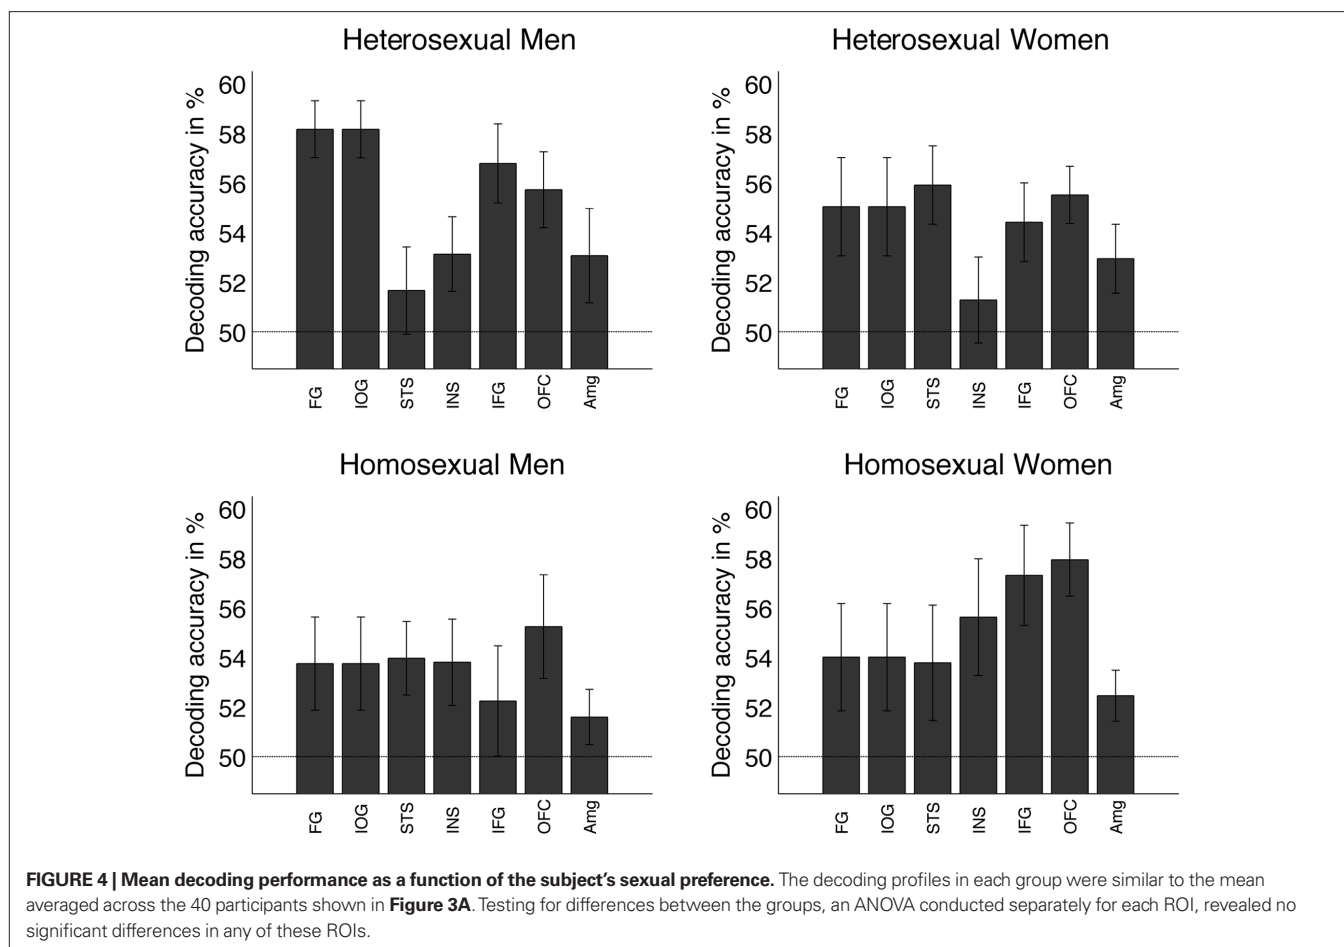 Heterosexual Men
Decoding accuracy in %
60
58
56
54
52
50
FG
IOG
STS
INS
IFG
OFC
Amg
Heterosexual Women
Decoding accuracy in %
60
58
56
54
52
50
FG
IOG
STS
INS
IFG
OFC
Amg
Homosexual Men
Decoding accuracy in %
60
58
56
54
52
50
FG
IOG
STS
INS
IFG
OFC
Amg
Homosexual Women
Decoding accuracy in %
60
58
56
54
52
50
FG
IOG
STS
INS
IFG
OFC
Amg
FIGURE 4 | Mean decoding performance as a function of the subject's sexual preference. The decoding profiles in each group were similar to the mean
averaged across the 40 participants shown in Figure 3A. Testing for differences between the groups, an ANOVA conducted separately for each ROI, revealed no
significant differences in any of these ROIs.